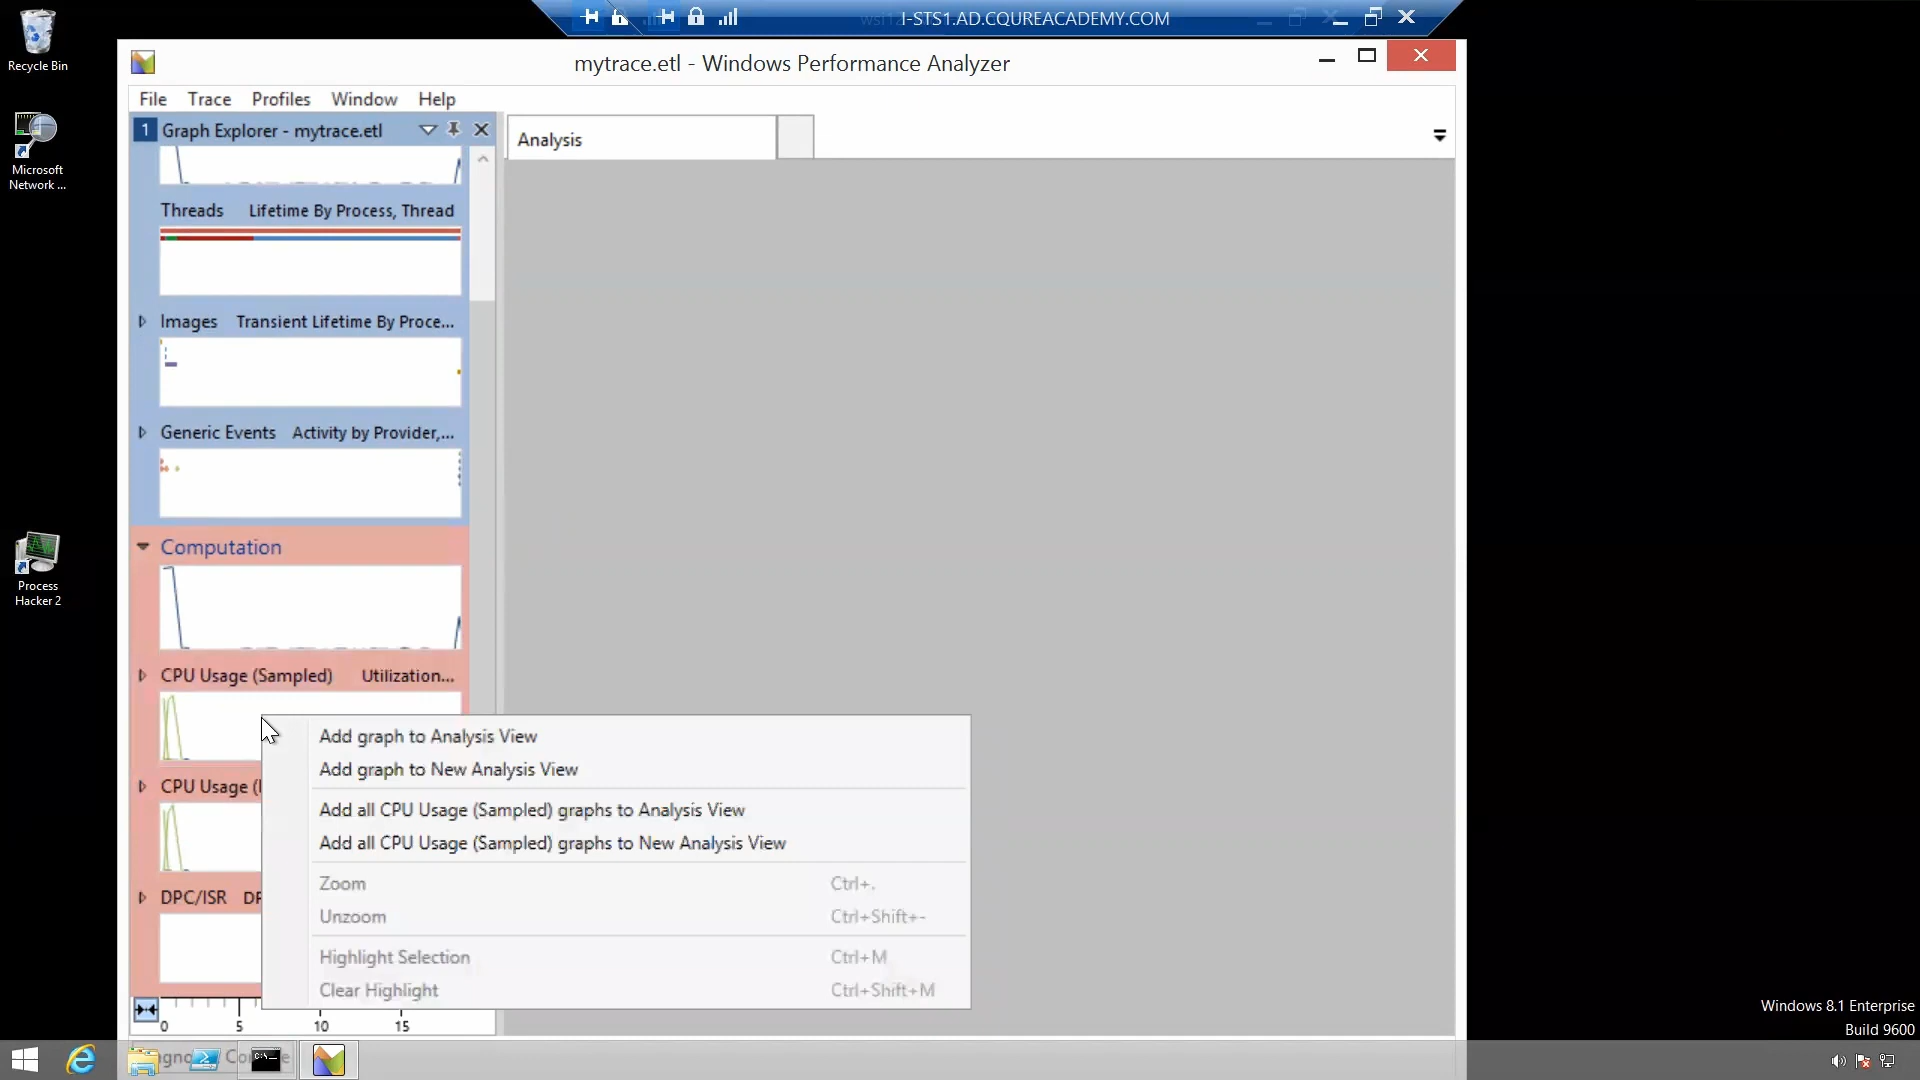 Recycle Bin
Microsoft
Network ...
Process
Hacker 2
I-STS1.AD.CQUREACADEMY.COM
mytrace.etl - Windows Performance Analyzer
File Trace Profiles Window Help
1 Graph Explorer - mytrace.etl
Analysis
Threads Lifetime By Process, Thread
Images Transient Lifetime By Proce...
Generic Events Activity by Provider,...
Computation
CPU Usage (Sampled) Utilization...
CPU Usage (
DPC/ISR
0 5 10 15
Add graph to Analysis View
Add graph to New Analysis View
Add all CPU Usage (Sampled) graphs to Analysis View
Add all CPU Usage (Sampled) graphs to New Analysis View
Zoom Ctrl+.
Unzoom Ctrl+Shift+-
Highlight Selection Ctrl+M
Clear Highlight Ctrl+Shift+M
Windows 8.1 Enterprise
Build 9600